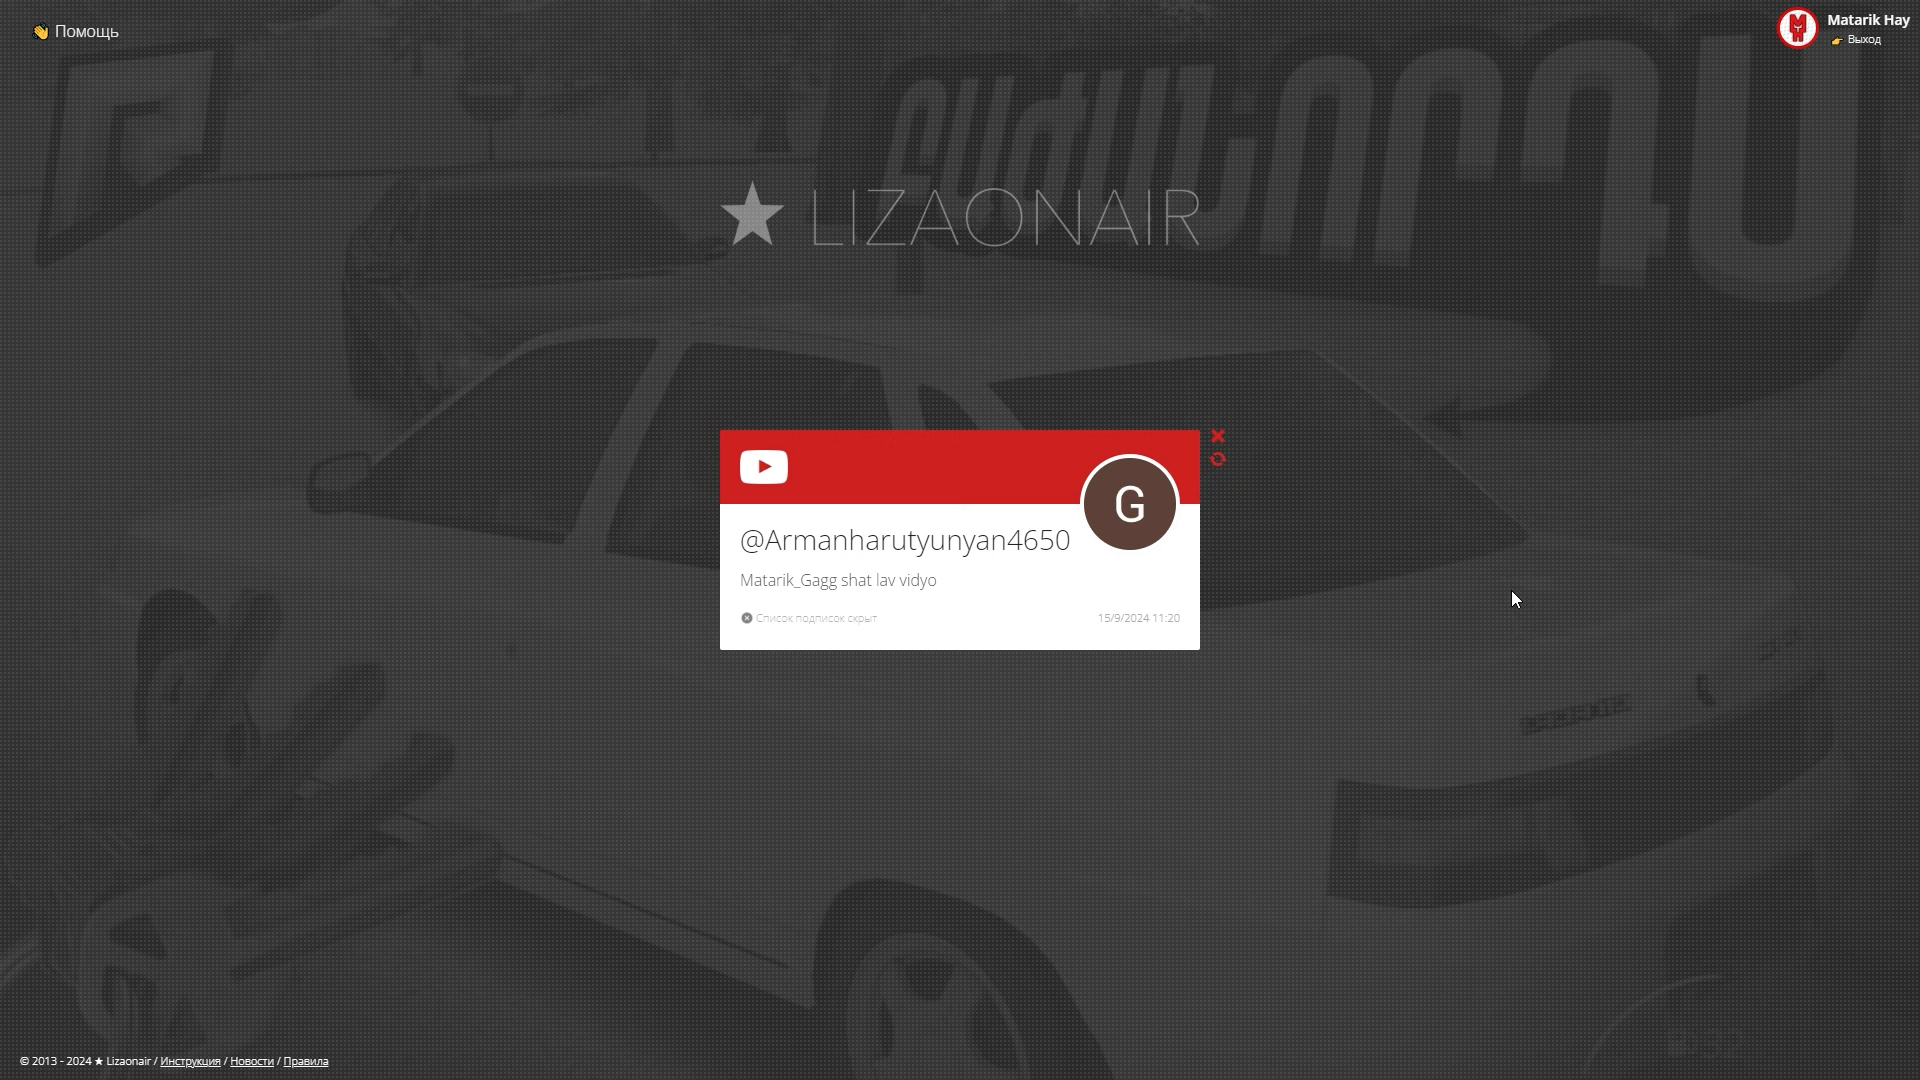 👋 Помощь
Matarik Hay
👉 Выход
★ LIZAONAIR
@Armanharutyunyan4650
G
Matarik_Gagg shat lav vidyo
Список подписок скрыт
15/9/2024 11:20
© 2013 - 2024 ★ Lizaonair / Инструкция / Новости / Правила